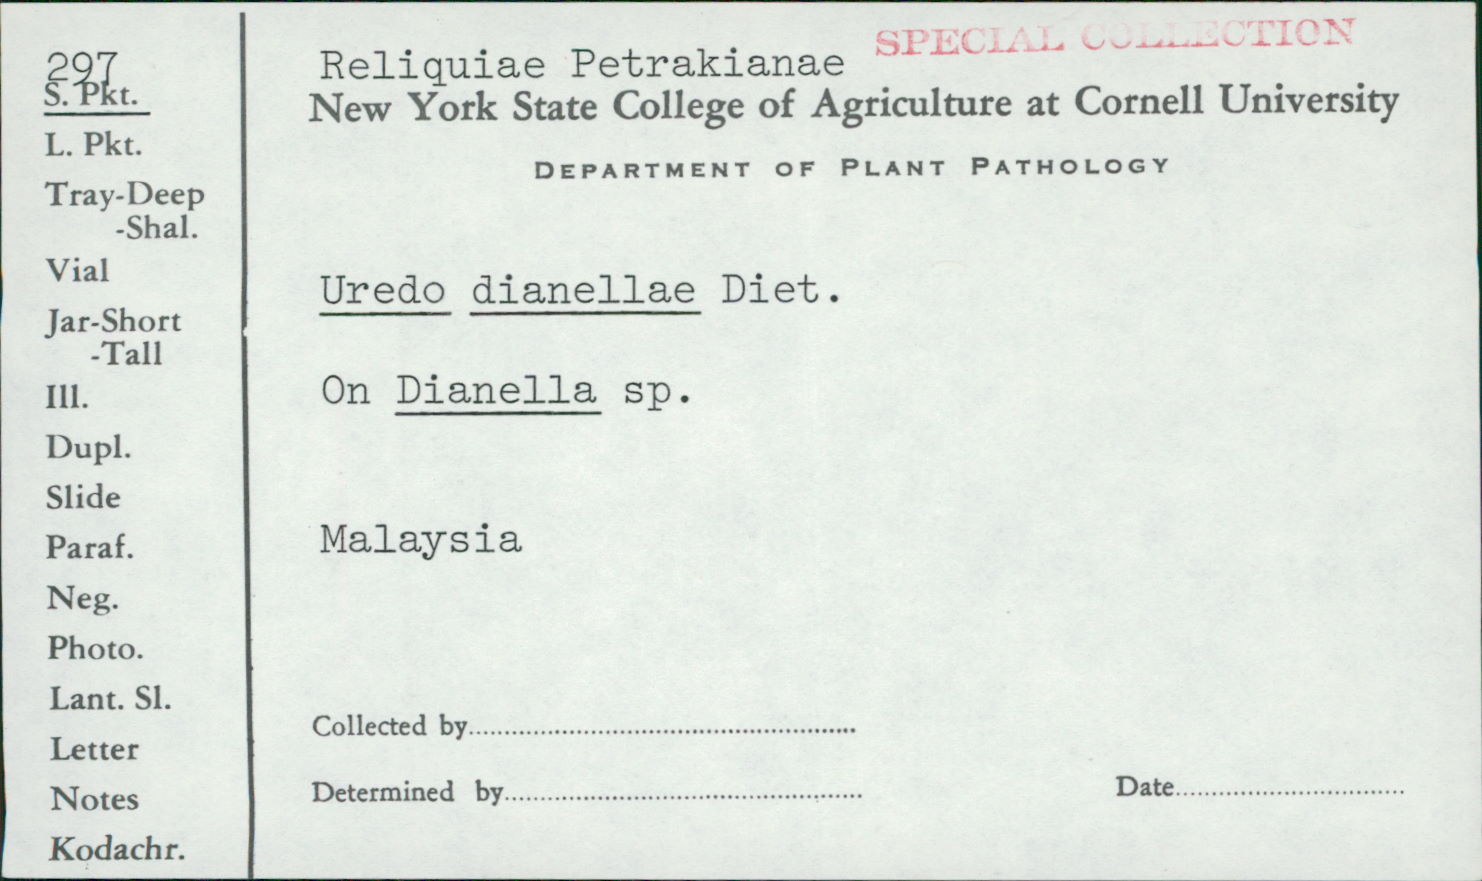 297
S. Pkt.
L. Pkt.
Tray-Deep
-Shal.
Vial
Jar-Short
-Tall
Ill.
Dupl.
Slide
Paraf.
Neg.
Photo.
Lant. Sl.
Letter
Notes
Kodachr.
SPECIAL COLLECTION
Reliquiae Petrakianae
New York State College of Agriculture at Cornell University
DEPARTMENT OF PLANT PATHOLOGY
Uredo dianellae Diet.
On Dianella sp.
Malaysia
Collected by
Determined by
Date